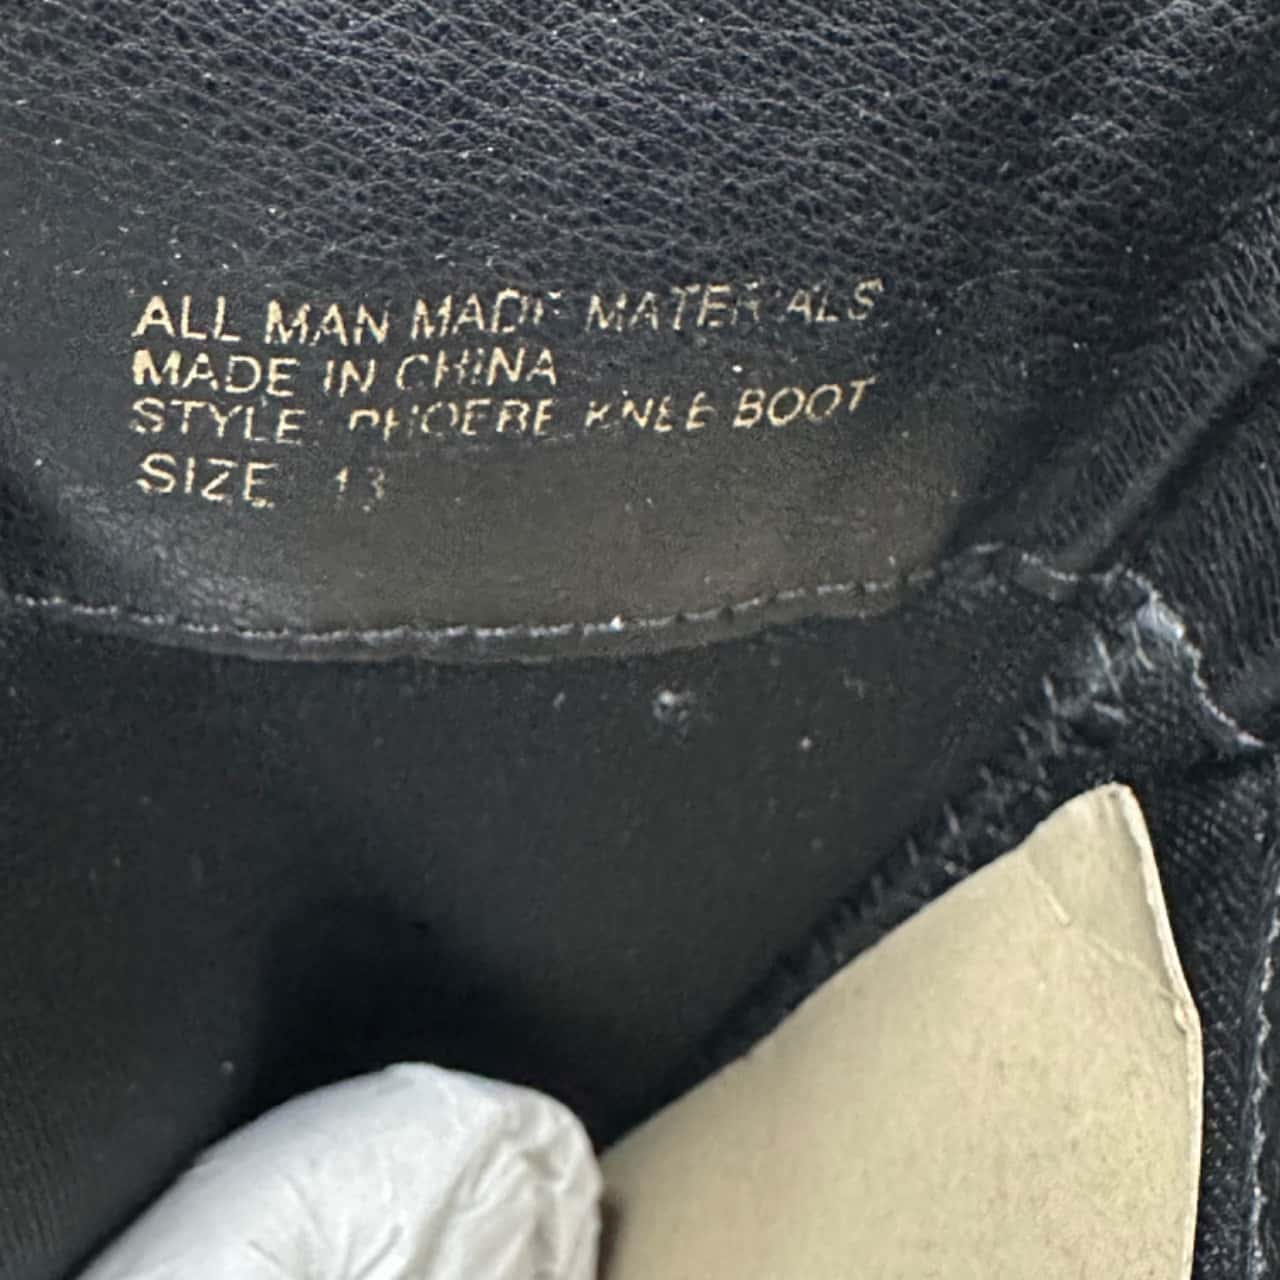 ALL MAN MADE MATERIALS
MADE IN CHINA
STYLE: PHOEBE KNEE BOOT
SIZE 13